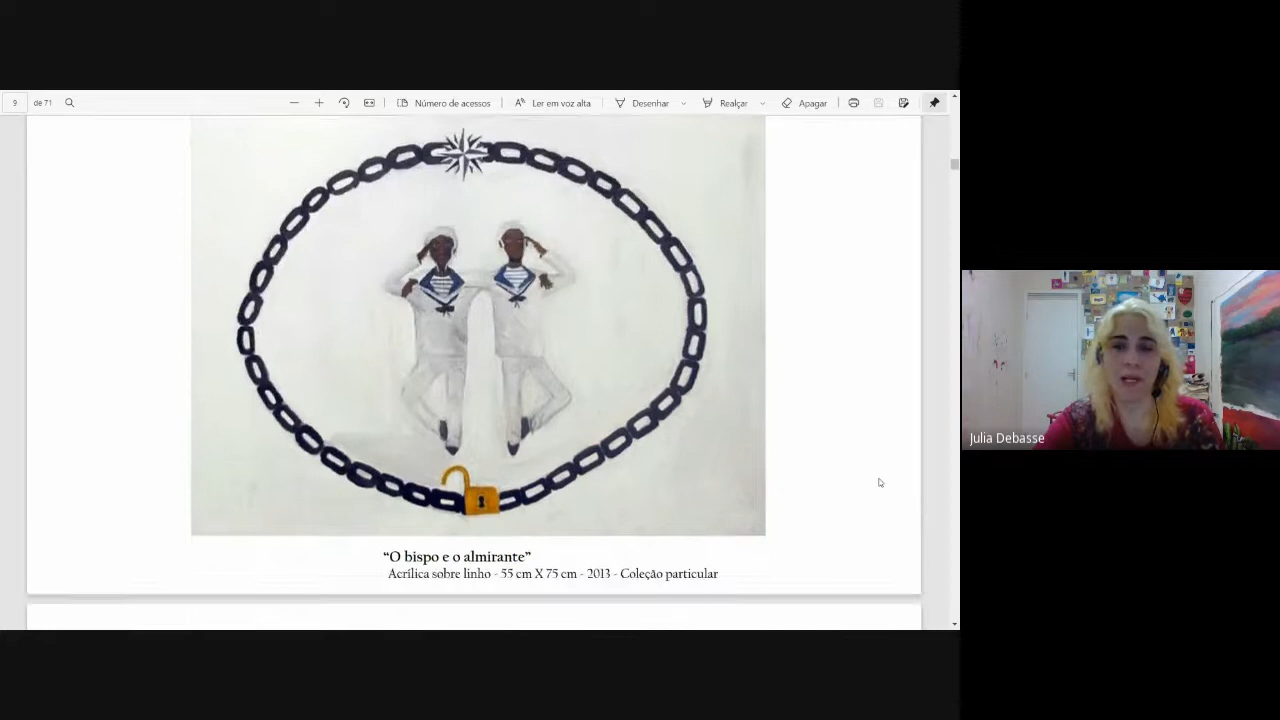 9 de 71
Número de acessos
Ler em voz alta
Desenhar
Realçar
Apagar
“O bispo e o almirante”
Acrílica sobre linho - 55 cm X 75 cm - 2013 - Coleção particular
Julia Debasse